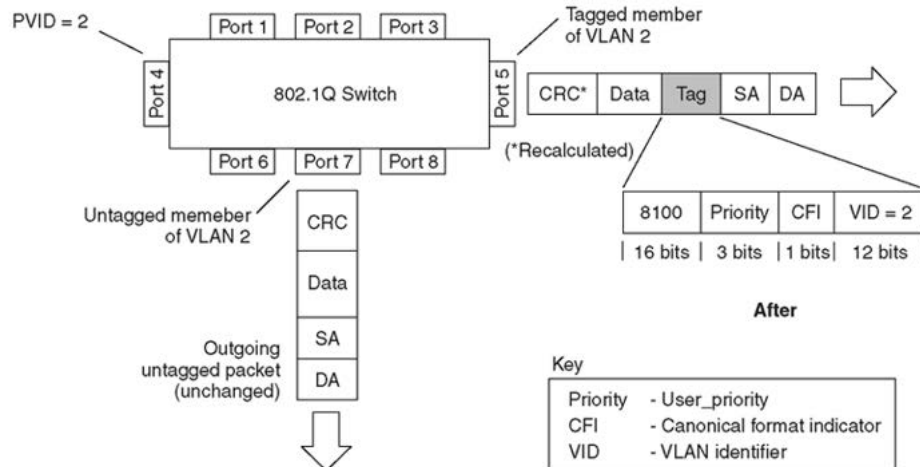 PVID = 2
Port 1
Port 2
Port 3
Tagged member
of VLAN 2
Port 4
802.1Q Switch
Port 5
CRC*
Data
Tag
SA
DA
(*Recalculated)
Port 6
Port 7
Port 8
Untagged memeber
of VLAN 2
8100
Priority
CFI
VID = 2
16 bits
3 bits
1 bits
12 bits
After
CRC
Data
SA
DA
Outgoing
untagged packet
(unchanged)
Key
Priority - User_priority
CFI - Canonical format indicator
VID - VLAN identifier